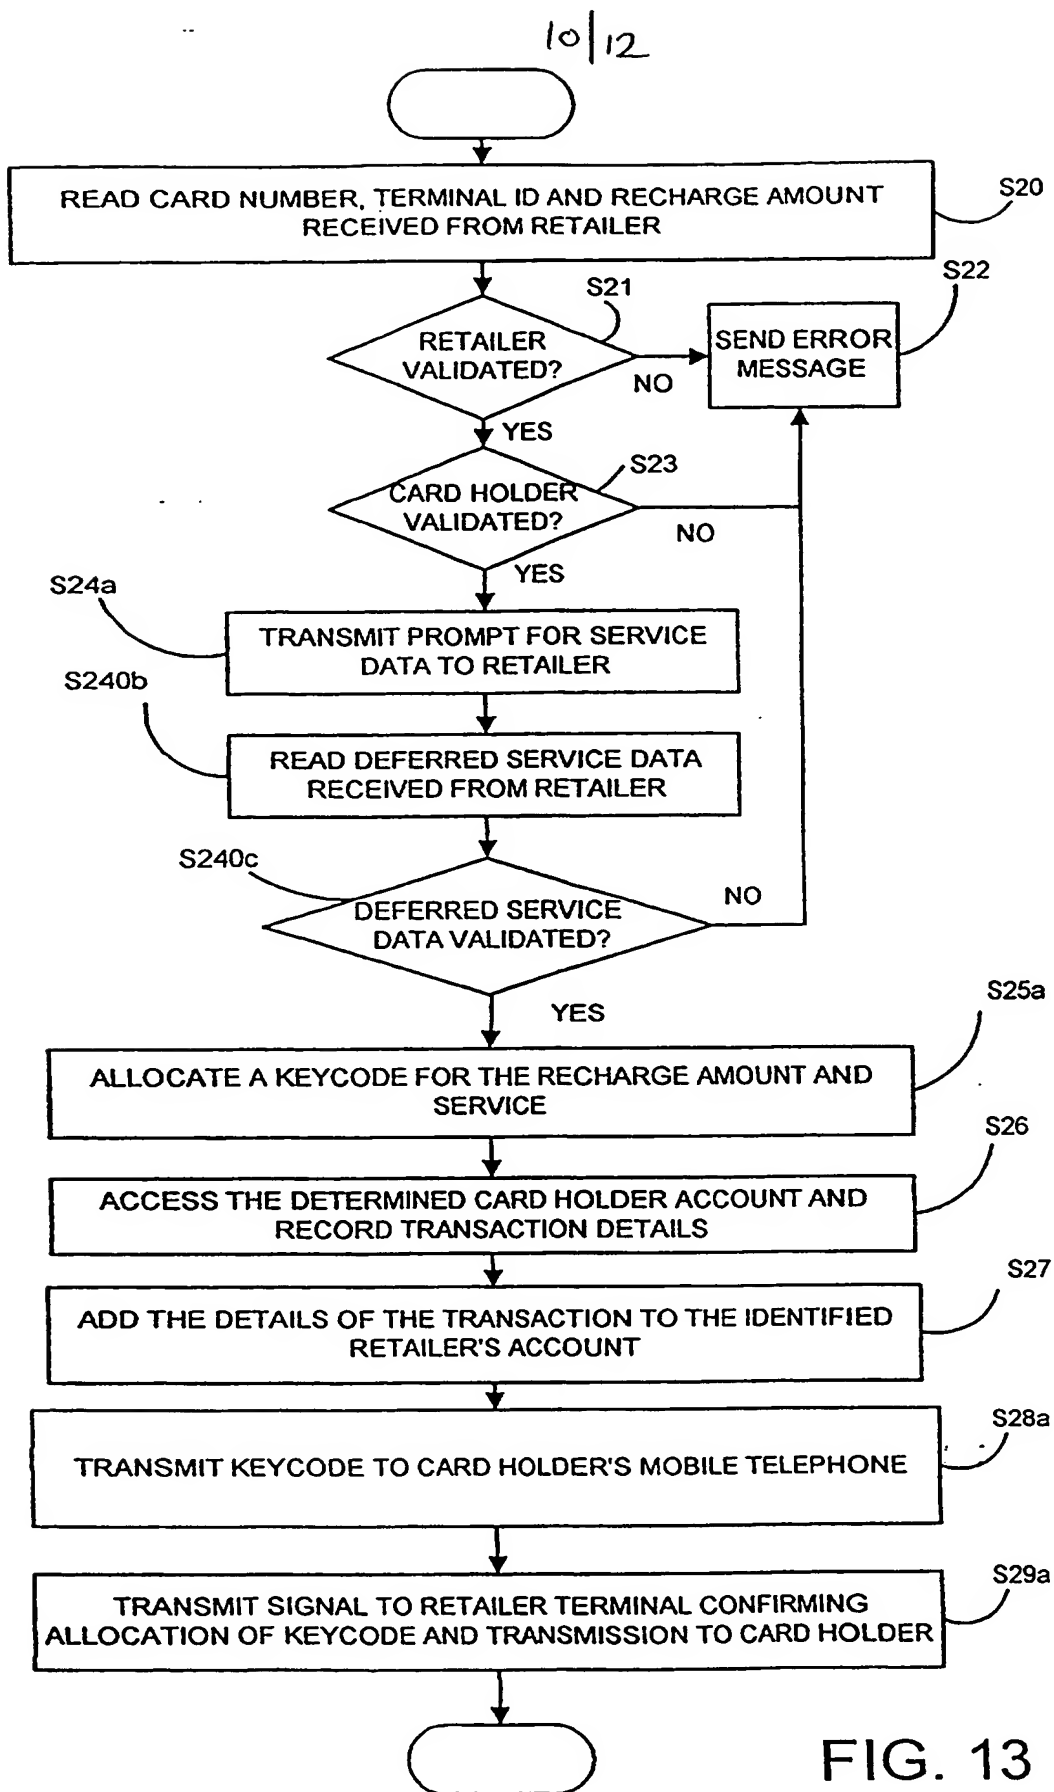 10/12
READ CARD NUMBER, TERMINAL ID AND RECHARGE AMOUNT
RECEIVED FROM RETAILER
S20
S21
S22
RETAILER
VALIDATED?
SEND ERROR
MESSAGE
NO
YES
S23
CARD HOLDER
VALIDATED?
NO
YES
S24a
TRANSMIT PROMPT FOR SERVICE
DATA TO RETAILER
S240b
READ DEFERRED SERVICE DATA
RECEIVED FROM RETAILER
S240c
DEFERRED SERVICE
DATA VALIDATED?
NO
YES
S25a
ALLOCATE A KEYCODE FOR THE RECHARGE AMOUNT AND
SERVICE
S26
ACCESS THE DETERMINED CARD HOLDER ACCOUNT AND
RECORD TRANSACTION DETAILS
S27
ADD THE DETAILS OF THE TRANSACTION TO THE IDENTIFIED
RETAILER'S ACCOUNT
S28a
TRANSMIT KEYCODE TO CARD HOLDER'S MOBILE TELEPHONE
S29a
TRANSMIT SIGNAL TO RETAILER TERMINAL CONFIRMING
ALLOCATION OF KEYCODE AND TRANSMISSION TO CARD HOLDER
FIG. 13